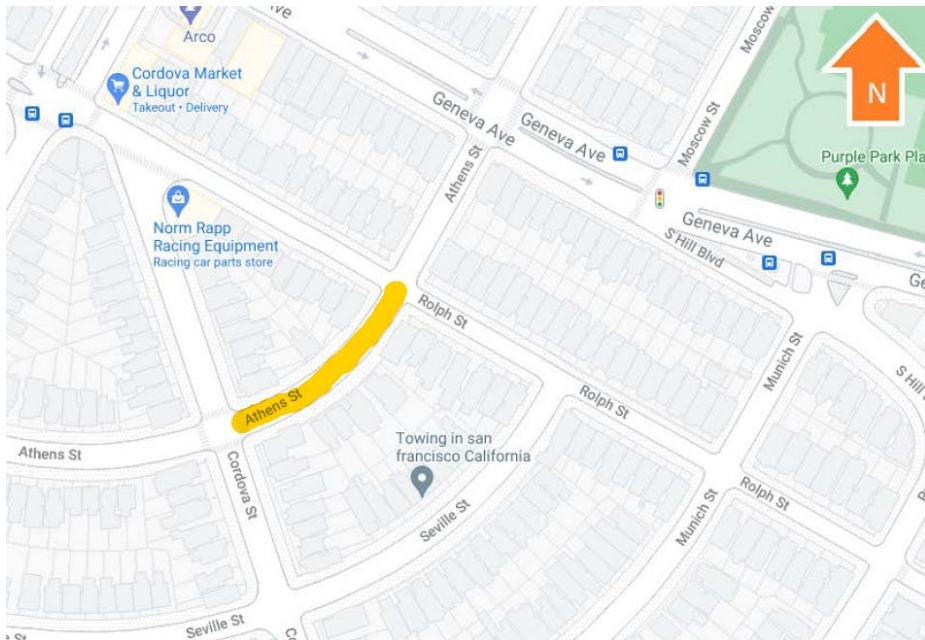 Arco
Cordova Market
& Liquor
Takeout • Delivery
Geneva Ave
Geneva Ave
Athens St
Moscow St
Moscow St
N
Purple Park Pla
Geneva Ave
S Hill Blvd
Ge
Norm Rapp
Racing Equipment
Racing car parts store
Rolph St
Munich St
S Hill
Athens St
Rolph St
Towing in san
francisco California
Athens St
Cordova St
Rolph St
Seville St
Munich St
Seville St